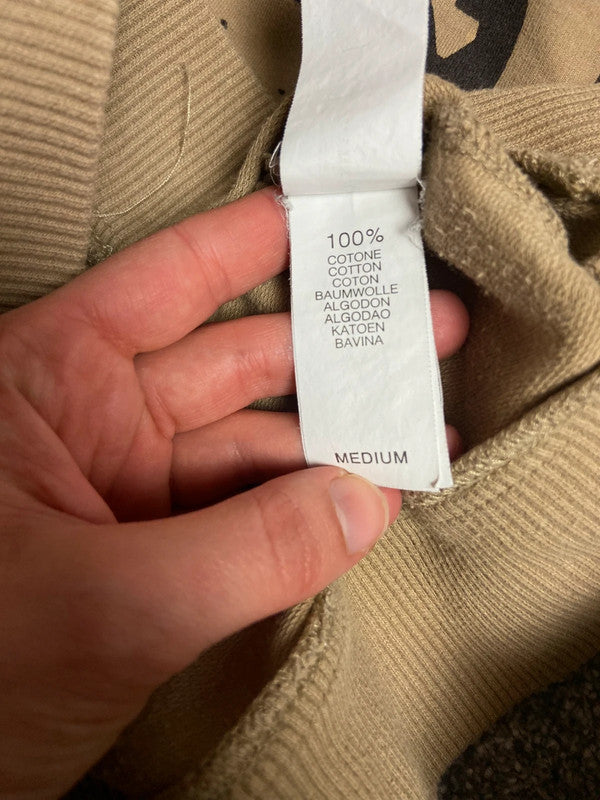 100%
COTONE
COTTON
COTON
BAUMWOLLE
ALGODON
ALGODAO
KATOEN
BAVINA
MEDIUM